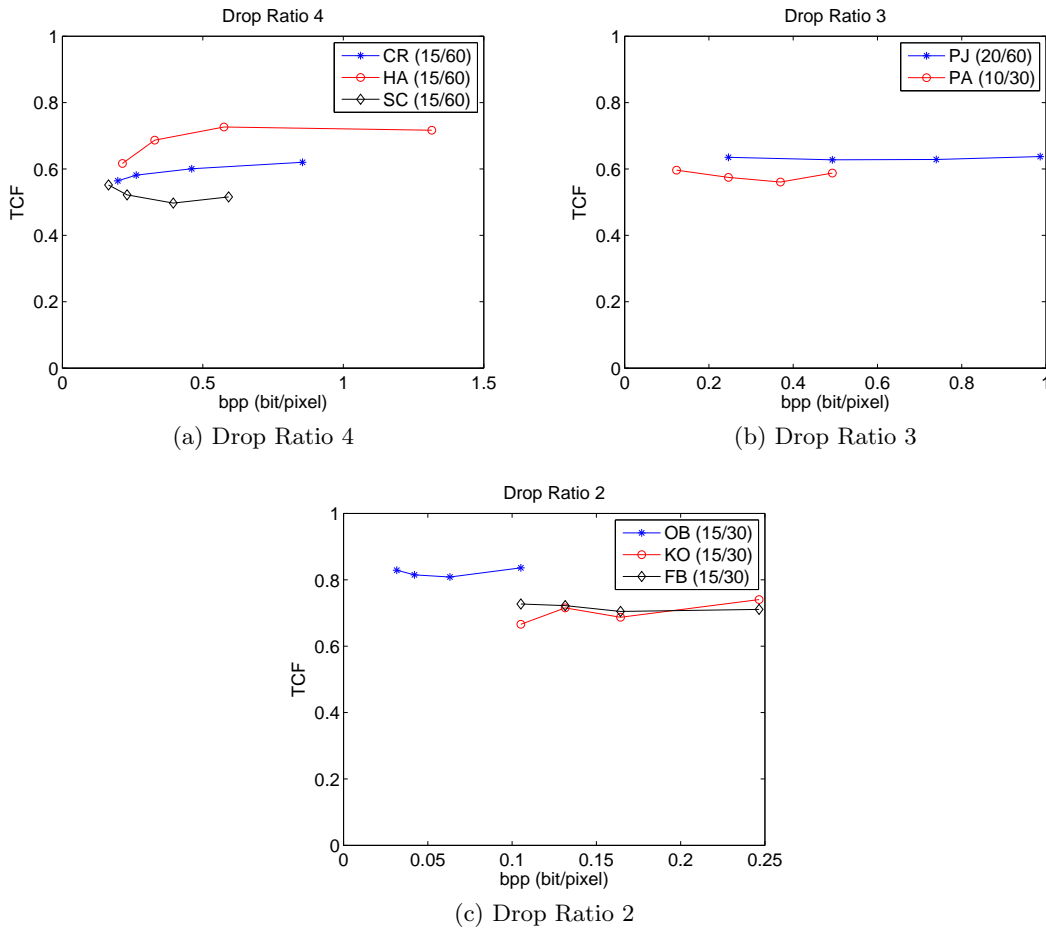 Drop Ratio 4
1
0.8
0.6
0.4
0.2
0
TCF
CR (15/60)
HA (15/60)
SC (15/60)
0
0.5
1
1.5
bpp (bit/pixel)
(a) Drop Ratio 4
Drop Ratio 3
1
0.8
0.6
0.4
0.2
0
TCF
PJ (20/60)
PA (10/30)
0
0.2
0.4
0.6
0.8
1
bpp (bit/pixel)
(b) Drop Ratio 3
Drop Ratio 2
1
0.8
0.6
0.4
0.2
0
TCF
OB (15/30)
KO (15/30)
FB (15/30)
0
0.05
0.1
0.15
0.2
0.25
bpp (bit/pixel)
(c) Drop Ratio 2